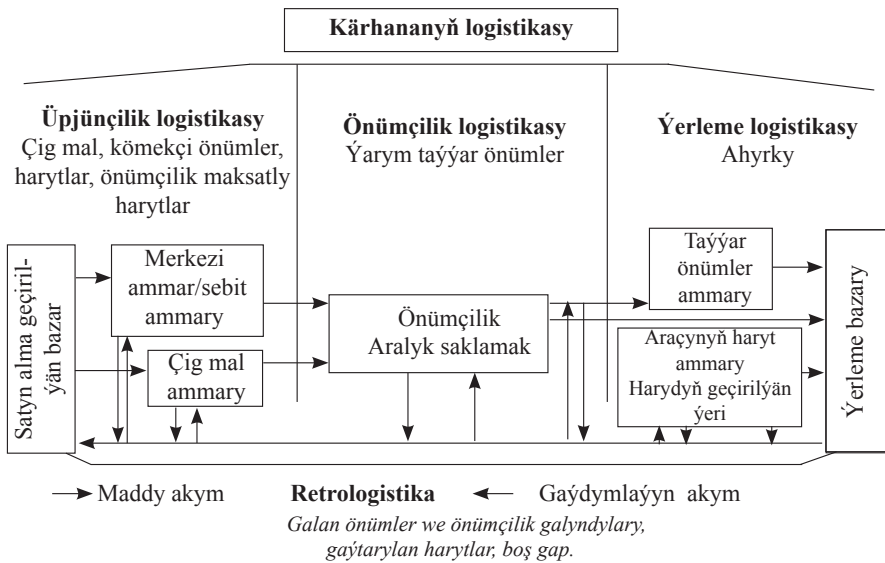 Kärhananyň logistikasy
Üpjünçilik logistikasy
Çig mal, kömekçi önümler,
harytlar, önümçilik maksatly
harytlar
Önümçilik logistikasy
Ýarym taýýar önümler
Ýerleme logistikasy
Ahyrky
Satyn alma geçiril-
ýän bazar
Merkezi
ammar/sebit
ammary
Çig mal
ammary
Önümçilik
Aralyk saklamak
Taýýar
önümler
ammary
Araçynyň haryt
ammary
Harydyň geçirilýän
ýeri
Ýerleme bazary
Maddy akym
Retrologistika
Gaýdymlaýyn akym
Galan önümler we önümçilik galyndylary,
gaýtarylan harytlar, boş gap.